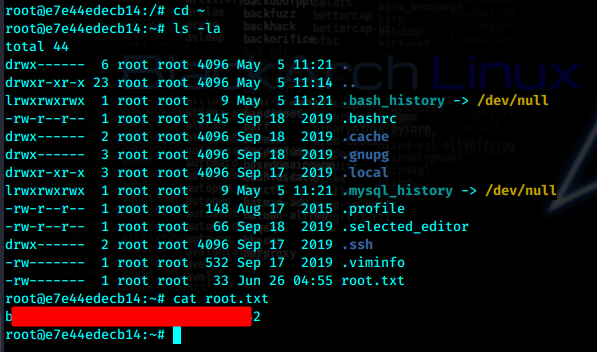 root@e7e44edecb14:/# cd ~
root@e7e44edecb14:~# ls -la
total 44
drwx------  6 root root 4096 May  5 11:21 .
drwxr-xr-x 23 root root 4096 May  5 11:14 ..
lrwxrwxrwx  1 root root    9 May  5 11:21 .bash_history -> /dev/null
-rw-r--r--  1 root root 3145 Sep 18  2019 .bashrc
drwx------  2 root root 4096 Sep 18  2019 .cache
drwx------  3 root root 4096 Sep 18  2019 .gnupg
drwxr-xr-x  3 root root 4096 Sep 17  2019 .local
lrwxrwxrwx  1 root root    9 May  5 11:21 .mysql_history -> /dev/null
-rw-r--r--  1 root root  148 Aug 17  2015 .profile
-rw-r--r--  1 root root   66 Sep 18  2019 .selected_editor
drwx------  2 root root 4096 Sep 17  2019 .ssh
-rw-------  1 root root  532 Sep 17  2019 .viminfo
-rw-------  1 root root   33 Jun 26 04:55 root.txt
root@e7e44edecb14:~# cat root.txt
b 2
root@e7e44edecb14:~#